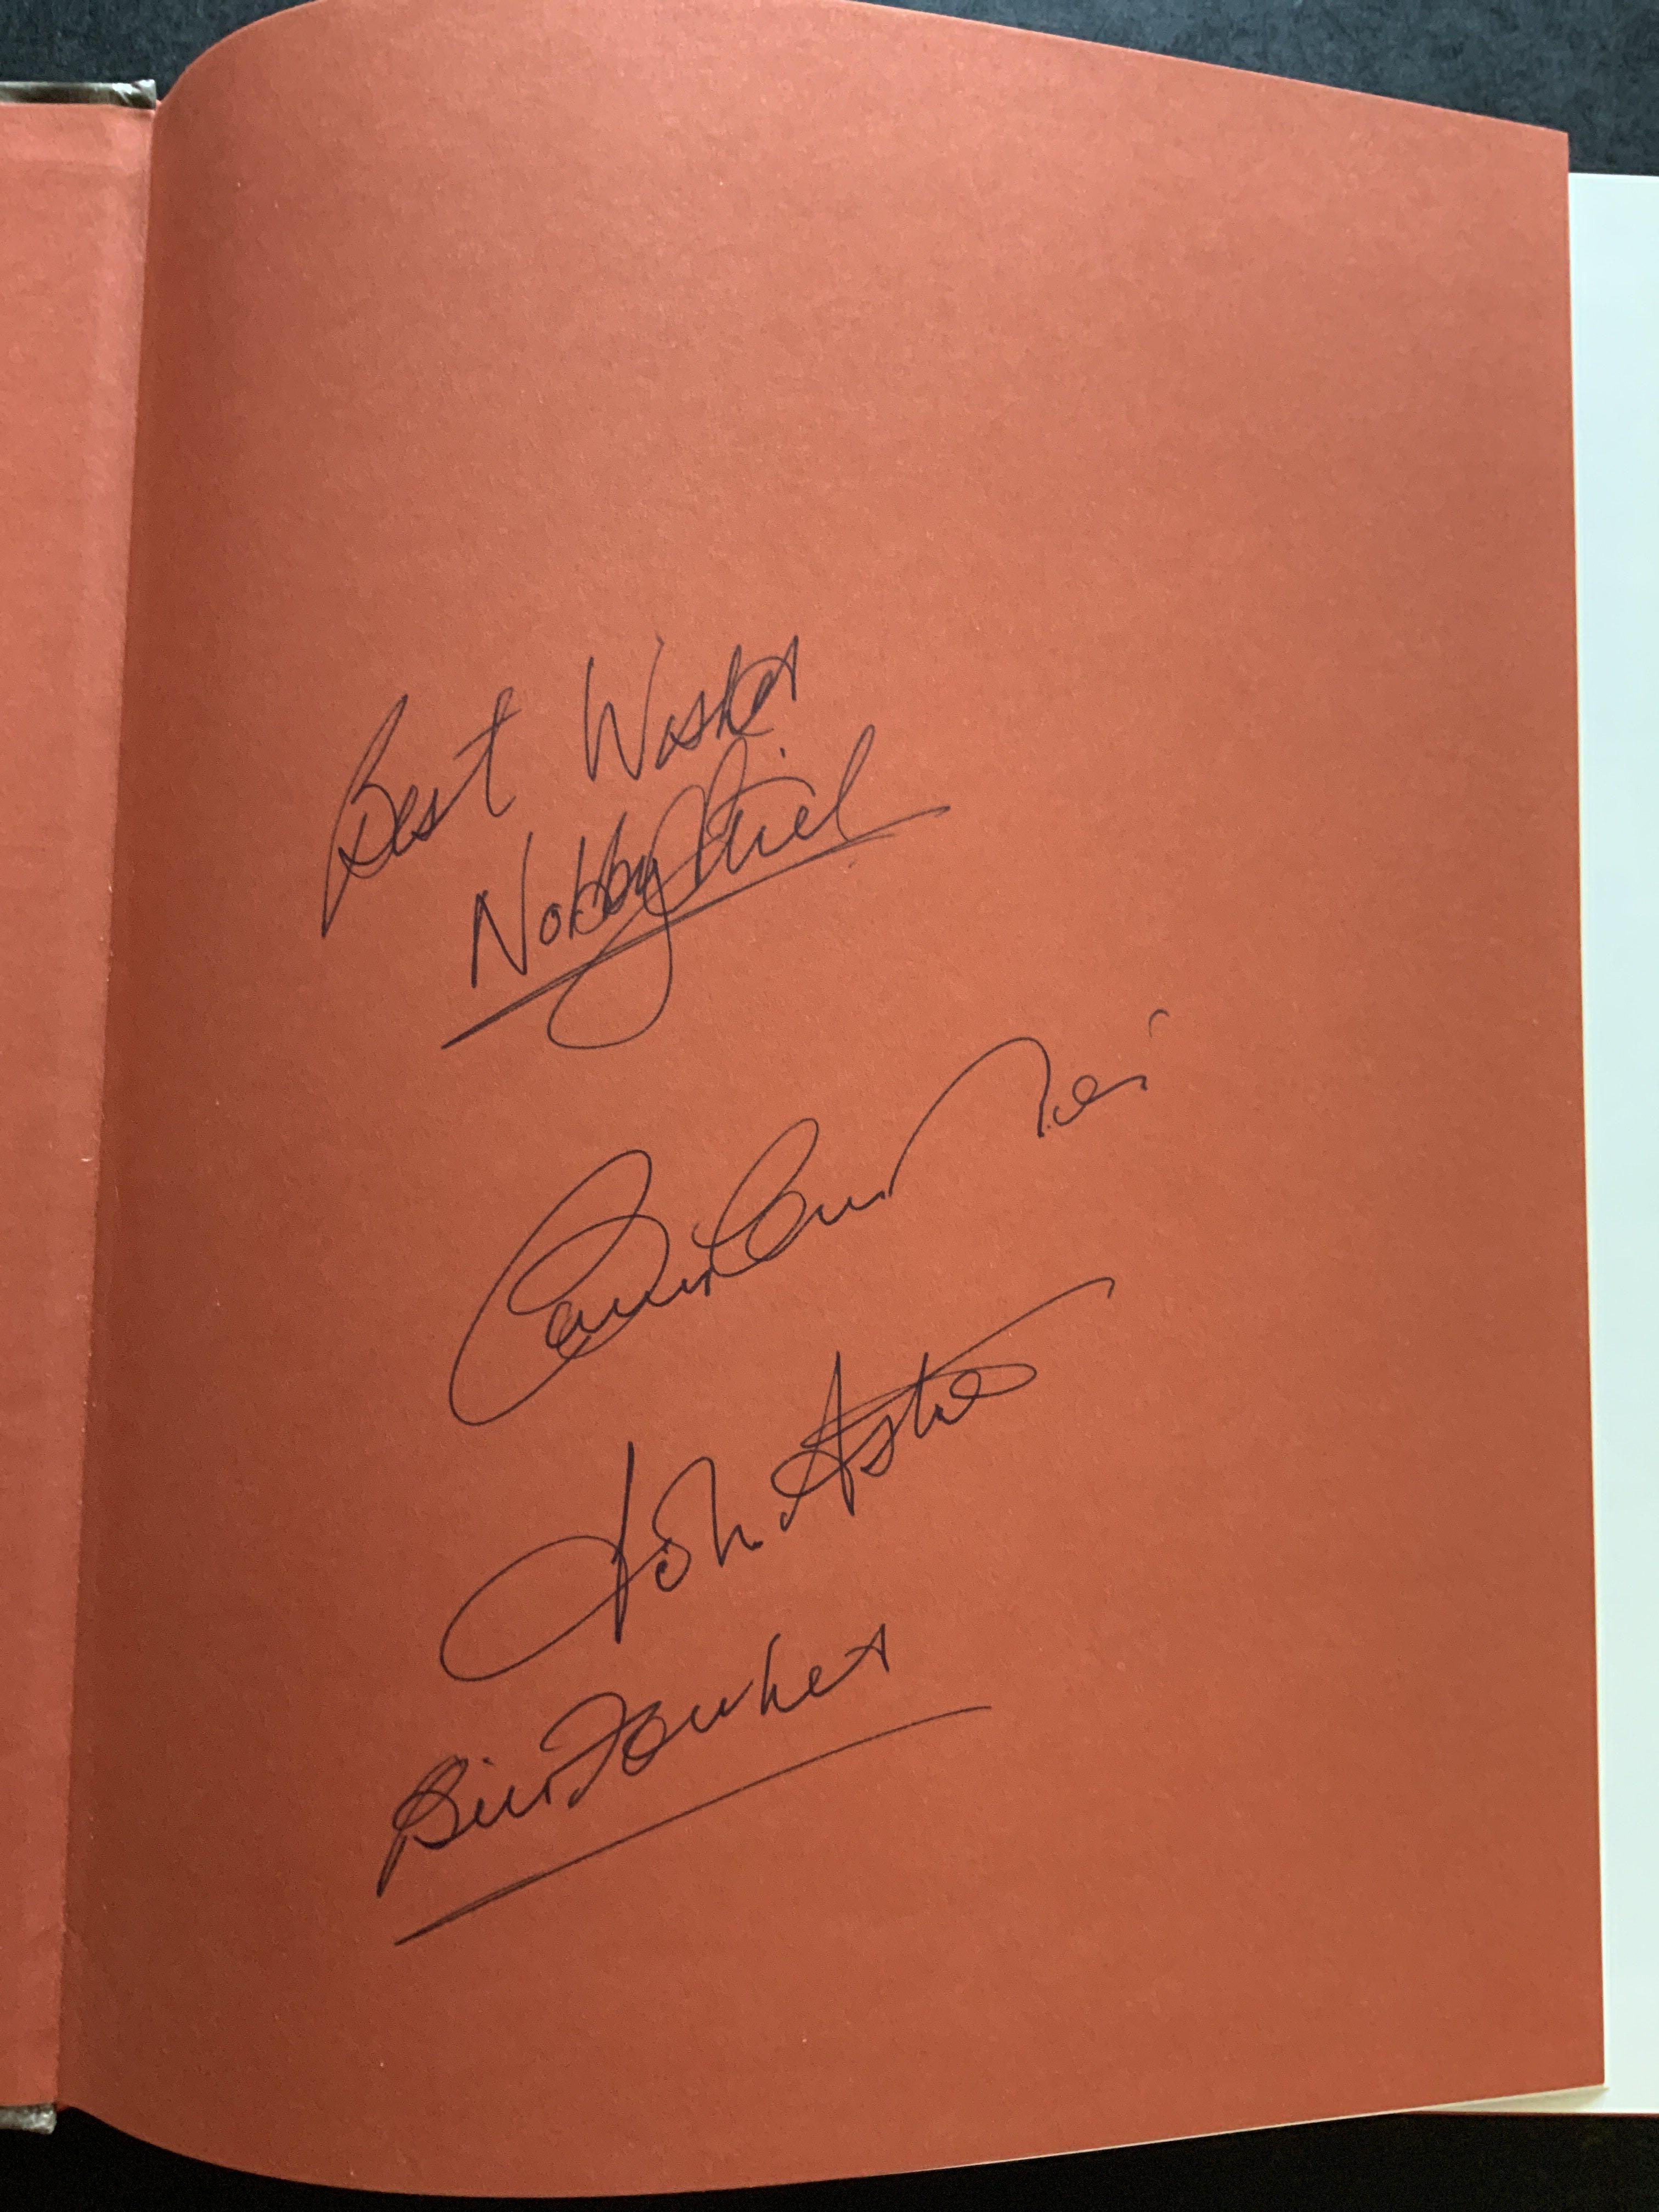 Best Wishes
Nobby Stiles
John Aston
Bill Foulkes